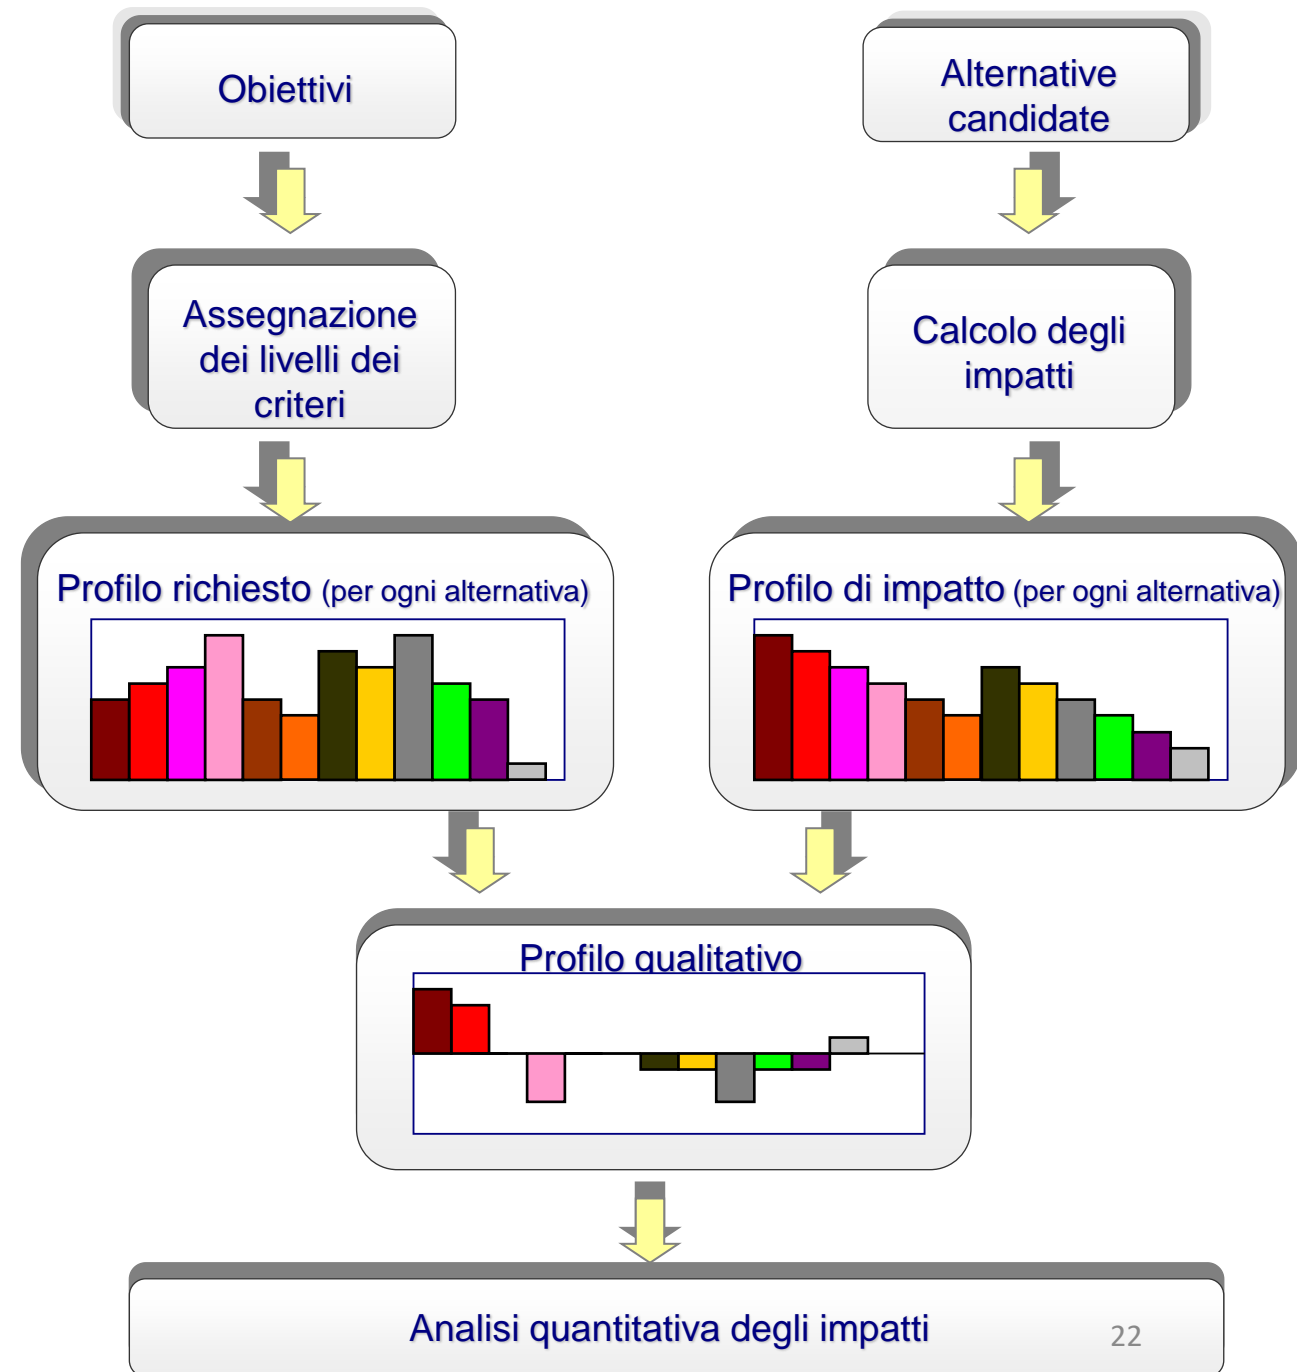 Obiettivi
Alternative
candidate
Assegnazione
dei livelli dei
criteri
Calcolo degli
impatti
Profilo richiesto (per ogni alternativa)
Profilo di impatto (per ogni alternativa)
Profilo qualitativo
Analisi quantitativa degli impatti
22